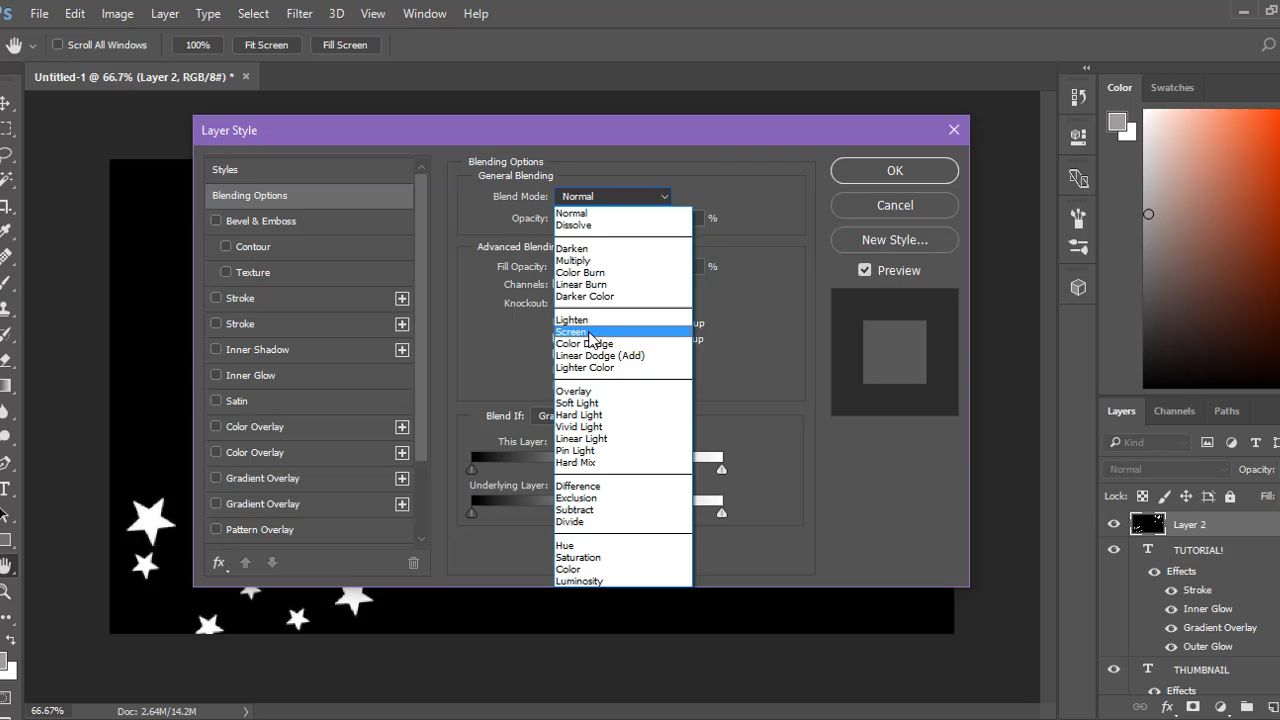 File Edit Image Layer Type Select Filter 3D View Window Help
Scroll All Windows 100% Fit Screen Fill Screen
Untitled-1 @ 66.7% (Layer 2, RGB/8#) * ×
Layer Style
Styles
Blending Options
Bevel & Emboss
Contour
Texture
Stroke
Stroke
Inner Shadow
Inner Glow
Satin
Color Overlay
Color Overlay
Gradient Overlay
Gradient Overlay
Pattern Overlay
fx
Blending Options
General Blending
Blend Mode: Normal
Opacity: %
Advanced Blending
Fill Opacity: %
Channels:
Knockout:
up
up
Blend If: Gra
This Layer:
Underlying Layer:
Normal
Dissolve
Darken
Multiply
Color Burn
Linear Burn
Darker Color
Lighten
Screen
Color Dodge
Linear Dodge (Add)
Lighter Color
Overlay
Soft Light
Hard Light
Vivid Light
Linear Light
Pin Light
Hard Mix
Difference
Exclusion
Subtract
Divide
Hue
Saturation
Color
Luminosity
OK
Cancel
New Style...
Preview
Color Swatches
Layers Channels Paths
Kind
Normal Opacity:
Lock:
Layer 2
T TUTORIAL!
Effects
Stroke
Inner Glow
Gradient Overlay
Outer Glow
T THUMBNAIL
Effects
fx
66.67% Doc: 2.64M/14.2M